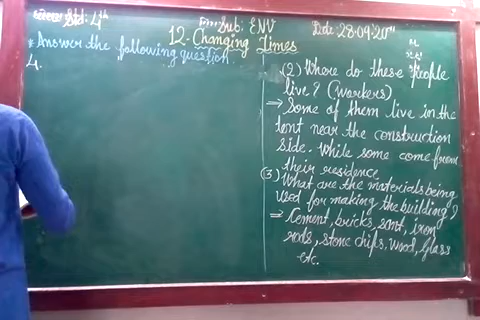 Std: 4th
Sub: ENV
Date 28.09.20
12-Changing Times
* Answer the following question.
4.
(2) Where do these people
live? (workers)
⇒ Some of them live in the
tent near the construction
side. While some come from
their residence
(3) What are the materials being
used for making the building?
⇒ Cement, bricks, sant, iron
rods, stone chips. wood, Glass
etc.